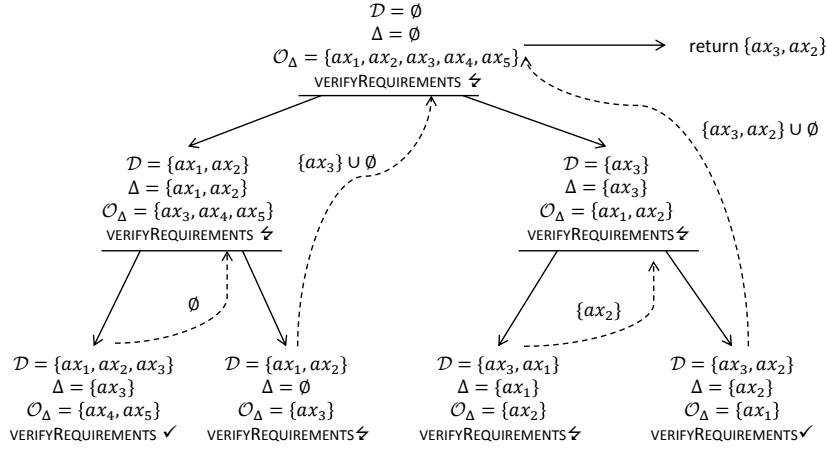 𝒟 = ∅
Δ = ∅
𝒪_Δ = {ax₁, ax₂, ax₃, ax₄, ax₅}
VERIFYREQUIREMENTS ↯
return {ax₃, ax₂}
{ax₃, ax₂} ∪ ∅
{ax₃} ∪ ∅
𝒟 = {ax₁, ax₂}
Δ = {ax₁, ax₂}
𝒪_Δ = {ax₃, ax₄, ax₅}
VERIFYREQUIREMENTS ↯
𝒟 = {ax₃}
Δ = {ax₃}
𝒪_Δ = {ax₁, ax₂}
VERIFYREQUIREMENTS ↯
∅
{ax₂}
𝒟 = {ax₁, ax₂, ax₃}
Δ = {ax₃}
𝒪_Δ = {ax₄, ax₅}
VERIFYREQUIREMENTS ✓
𝒟 = {ax₁, ax₂}
Δ = ∅
𝒪_Δ = {ax₃}
VERIFYREQUIREMENTS ↯
𝒟 = {ax₃, ax₁}
Δ = {ax₁}
𝒪_Δ = {ax₂}
VERIFYREQUIREMENTS ↯
𝒟 = {ax₃, ax₂}
Δ = {ax₂}
𝒪_Δ = {ax₁}
VERIFYREQUIREMENTS ✓